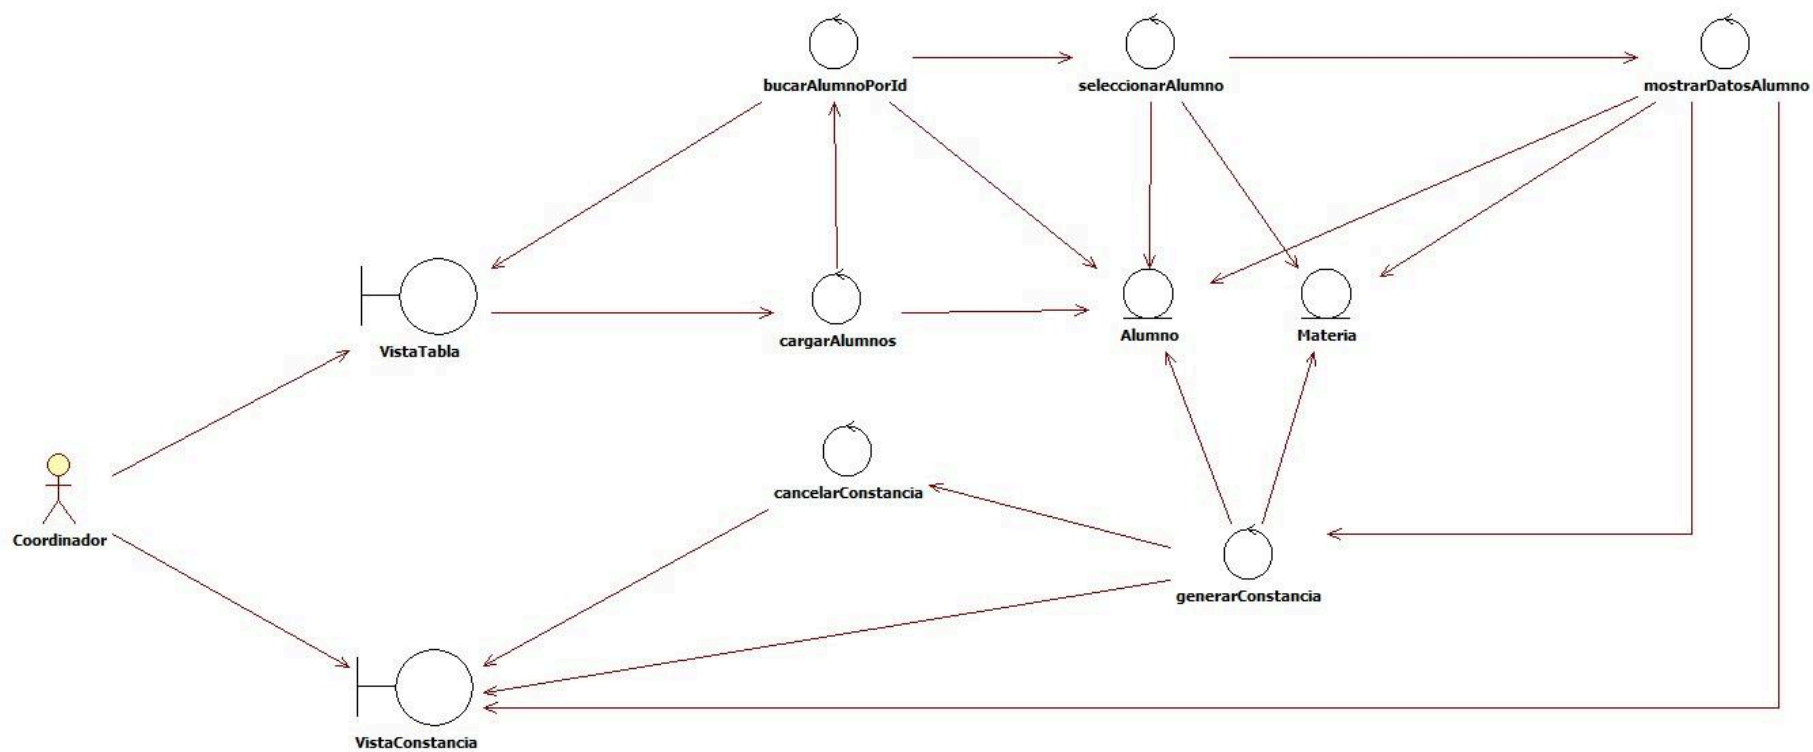 bucarAlumnoPorId
seleccionarAlumno
mostrarDatosAlumno
VistaTabla
cargarAlumnos
Alumno
Materia
cancelarConstancia
Coordinador
generarConstancia
VistaConstancia